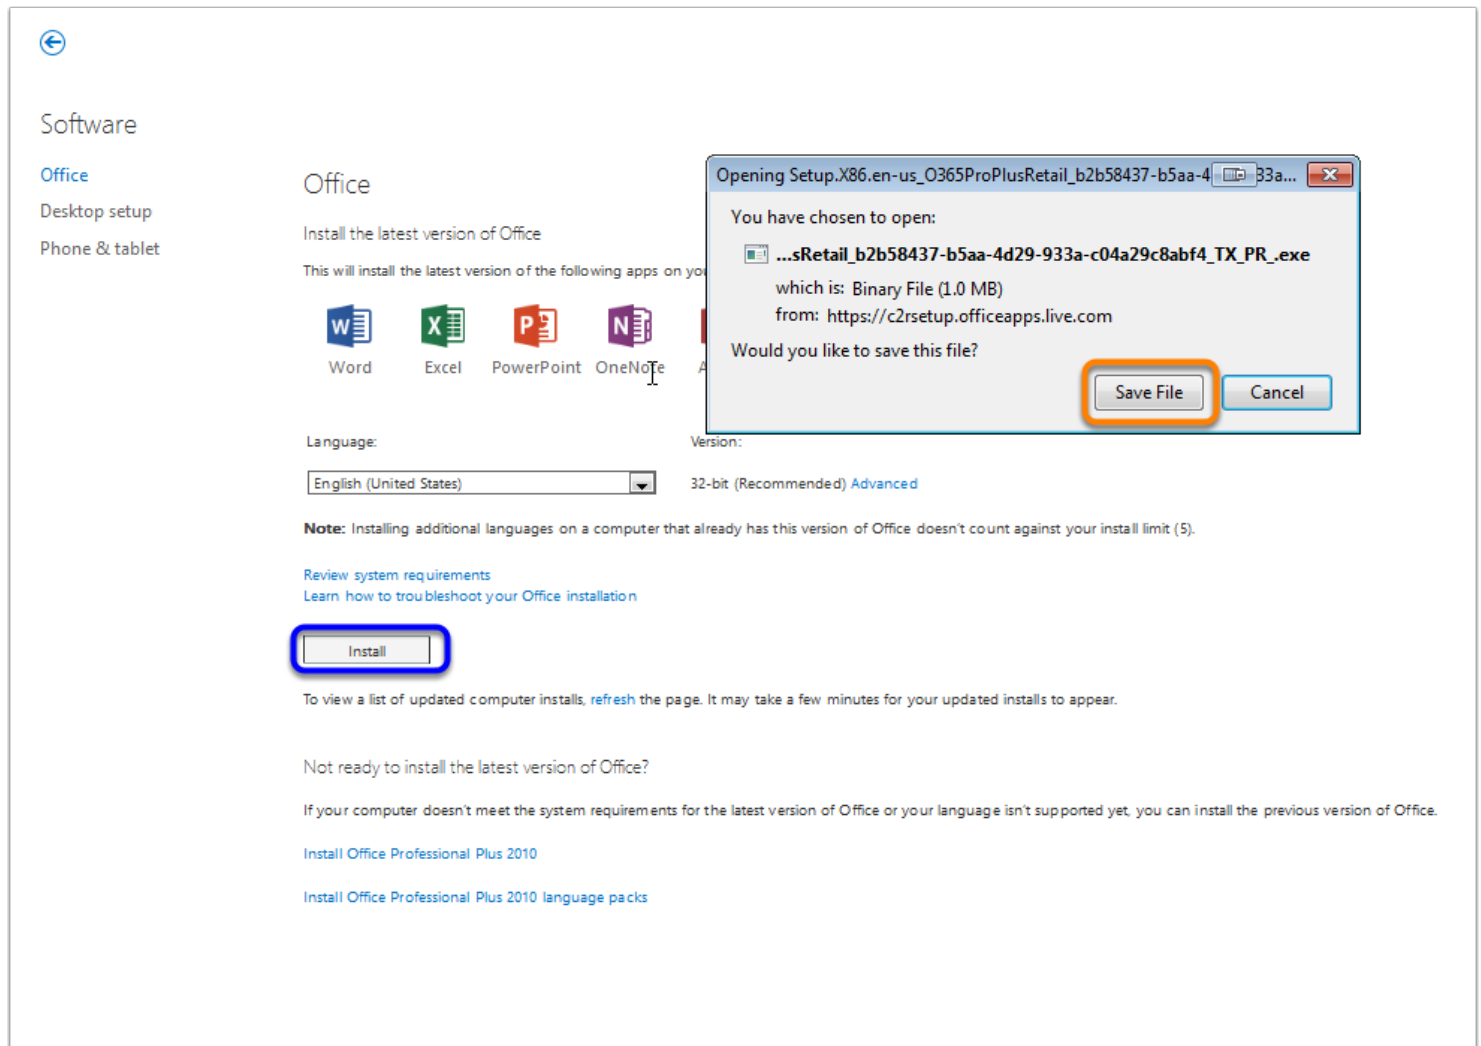 Software
Office
Desktop setup
Phone & tablet
Office
Install the latest version of Office
This will install the latest version of the following apps on
Word
Excel
PowerPoint
OneNote
Language:
Version:
English (United States)
32-bit (Recommended) Advanced
Note: Installing additional languages on a computer that already has this version of Office doesn't count against your install limit (5).
Review system requirements
Learn how to troubleshoot your Office installation
Install
To view a list of updated computer installs, refresh the page. It may take a few minutes for your updated installs to appear.
Not ready to install the latest version of Office?
If your computer doesn't meet the system requirements for the latest version of Office or your language isn't supported yet, you can install the previous version of Office.
Install Office Professional Plus 2010
Install Office Professional Plus 2010 language packs
Opening Setup.X86.en-us_O365ProPlusRetail_b2b58437-b5aa-4 33a...
You have chosen to open:
...sRetail_b2b58437-b5aa-4d29-933a-c04a29c8abf4_TX_PR_.exe
which is: Binary File (1.0 MB)
from: https://c2rsetup.officeapps.live.com
Would you like to save this file?
Save File
Cancel